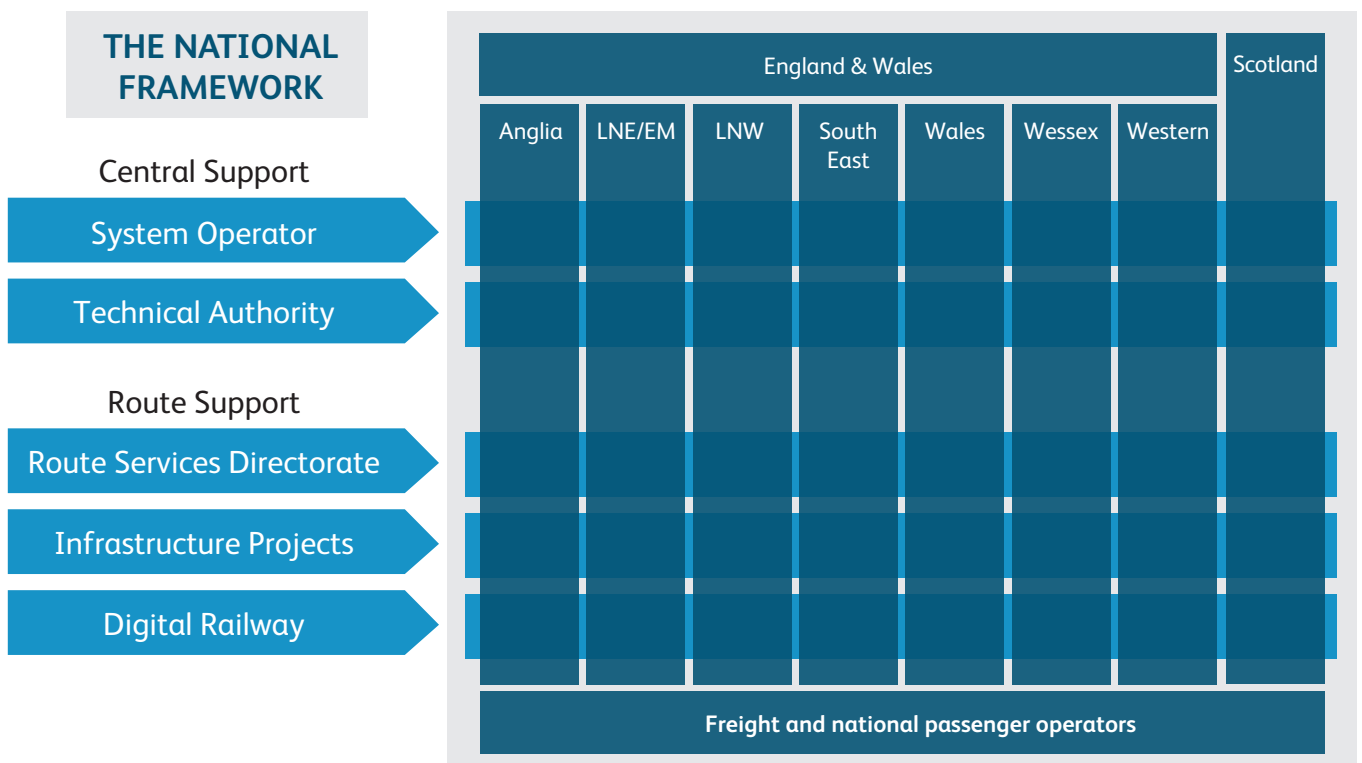 THE NATIONAL
FRAMEWORK
Central Support
System Operator
Technical Authority
Route Support
Route Services Directorate
Infrastructure Projects
Digital Railway
England & Wales
Scotland
Anglia
LNE/EM
LNW
South
East
Wales
Wessex
Western
Freight and national passenger operators